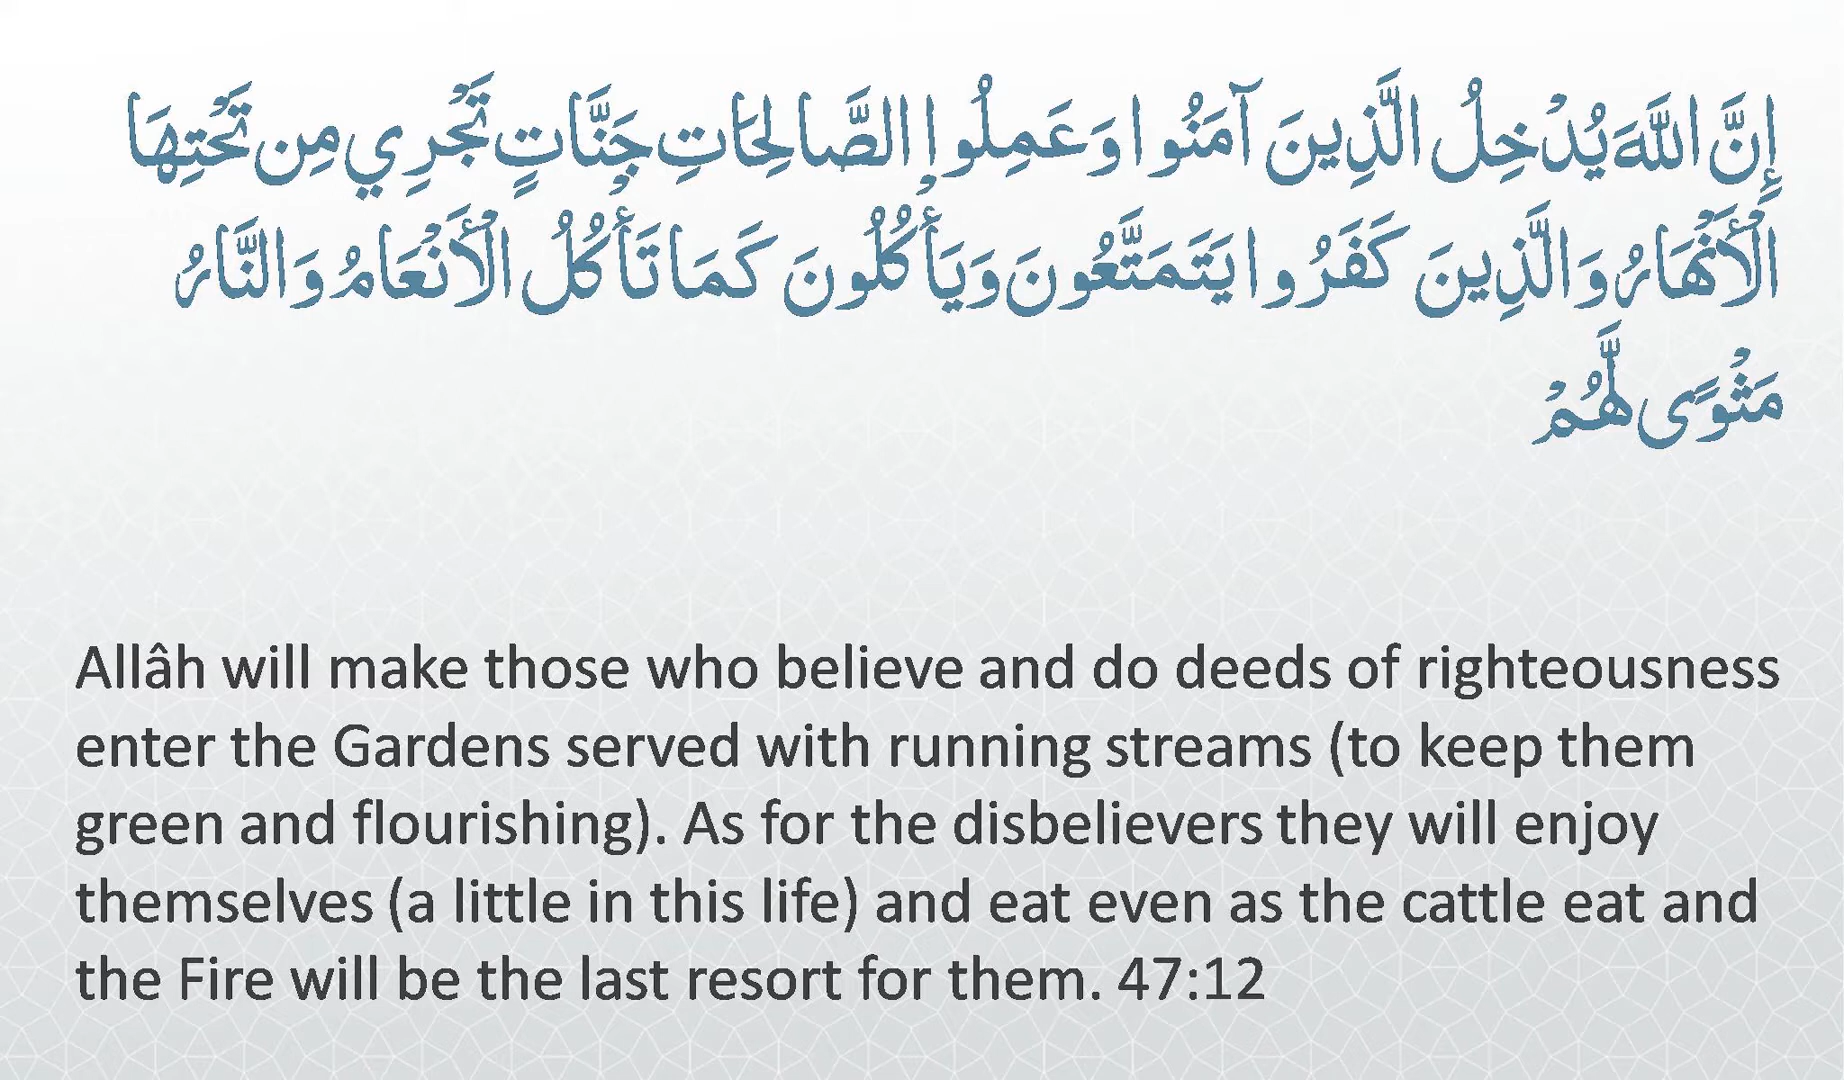 إِنَّ اللَّهَ يُدْخِلُ الَّذِينَ آمَنُوا وَعَمِلُوا الصَّالِحَاتِ جَنَّاتٍ تَجْرِي مِن تَحْتِهَا
الْأَنْهَارُ وَالَّذِينَ كَفَرُوا يَتَمَتَّعُونَ وَيَأْكُلُونَ كَمَا تَأْكُلُ الْأَنْعَامُ وَالنَّارُ
مَثْوًى لَّهُمْ
Allâh will make those who believe and do deeds of righteousness
enter the Gardens served with running streams (to keep them
green and flourishing). As for the disbelievers they will enjoy
themselves (a little in this life) and eat even as the cattle eat and
the Fire will be the last resort for them. 47:12